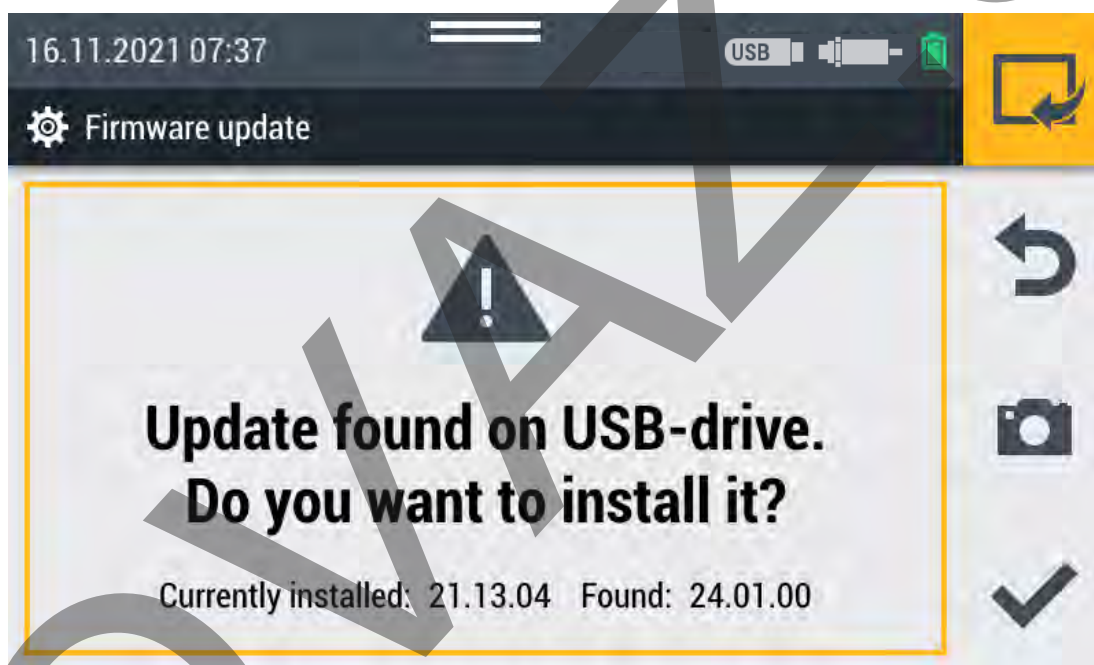 16.11.2021 07:37
USB
Firmware update
Update found on USB-drive.
Do you want to install it?
Currently installed: 21.13.04 Found: 24.01.00